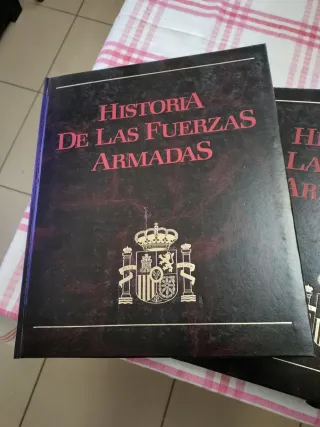 HISTORIA
DE LAS FUERZAS
ARMADAS